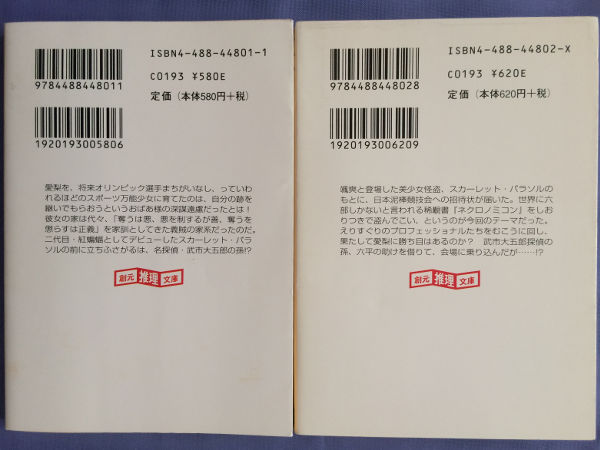 ISBN4-488-44801-1
C0193 ¥580E
定価（本体580円+税）
9784488448011
1920193005806
愛梨を、将来オリンピック選手まちがいなし、っていわ
れるほどのスポーツ万能少女に育てたのは、自分の跡を
継いでもらおうというおばあ様の深謀遠慮だったとは！
彼女の家は代々、「奪うは悪、悪を制するが善、奪うを
懲らすは正義」を家訓としてきた義賊の家系だったのだ。
二代目・紅蝙蝠としてデビューしたスカーレット・パラ
ソルの前に立ちふさがるは、名探偵・武市大五郎の孫!?
創元 推理 文庫
ISBN4-488-44802-X
C0193 ¥620E
定価（本体620円+税）
9784488448028
1920193006209
颯爽と登場した美少女怪盗、スカーレット・パラソルの
もとに、日本泥棒競技会への招待状が届いた。世界に六
部しかないと言われる稀覯書『ネクロノミコン』をしお
りつきで盗んでこい、というのが今回のテーマだった。
えりすぐりのプロフェッショナルたちをむこうに回し、
果たして愛梨に勝ち目はあるのか？ 武市大五郎探偵の
孫、六平の助けを借りて、会場に乗り込んだが……!?
創元 推理 文庫